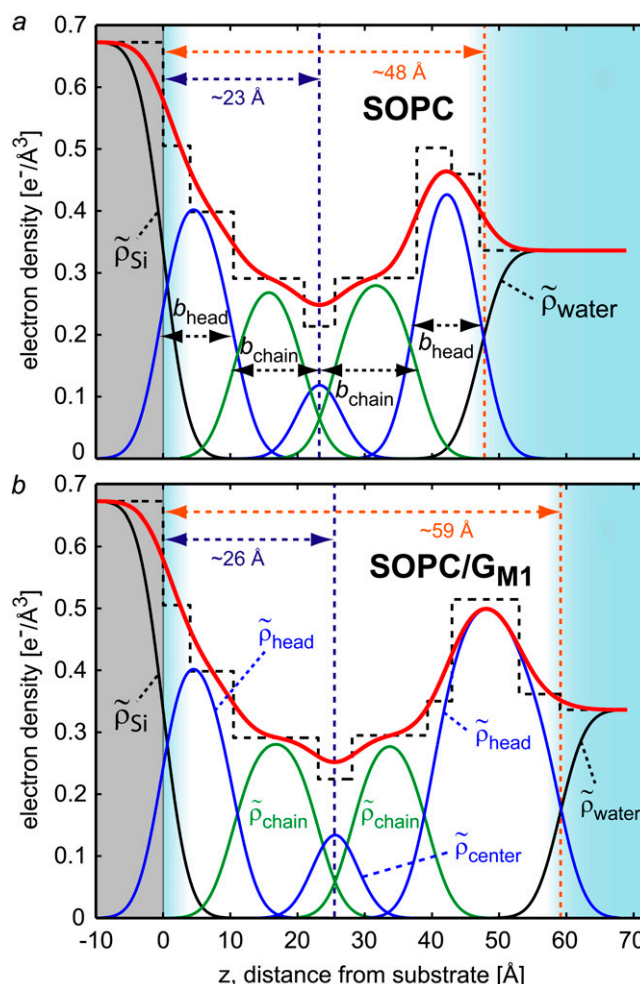 a
0.7
0.6
0.5
0.4
0.3
0.2
0.1
0
electron density [e⁻/Å³]
~48 Å
~23 Å
SOPC
ρ̃Si
bhead
bchain
bchain
bhead
ρ̃water
b
0.7
0.6
0.5
0.4
0.3
0.2
0.1
0
electron density [e⁻/Å³]
~59 Å
~26 Å
SOPC/GM1
ρ̃head
ρ̃Si
ρ̃head
ρ̃chain
ρ̃chain
ρ̃center
ρ̃water
-10 0 10 20 30 40 50 60 70
z, distance from substrate [Å]